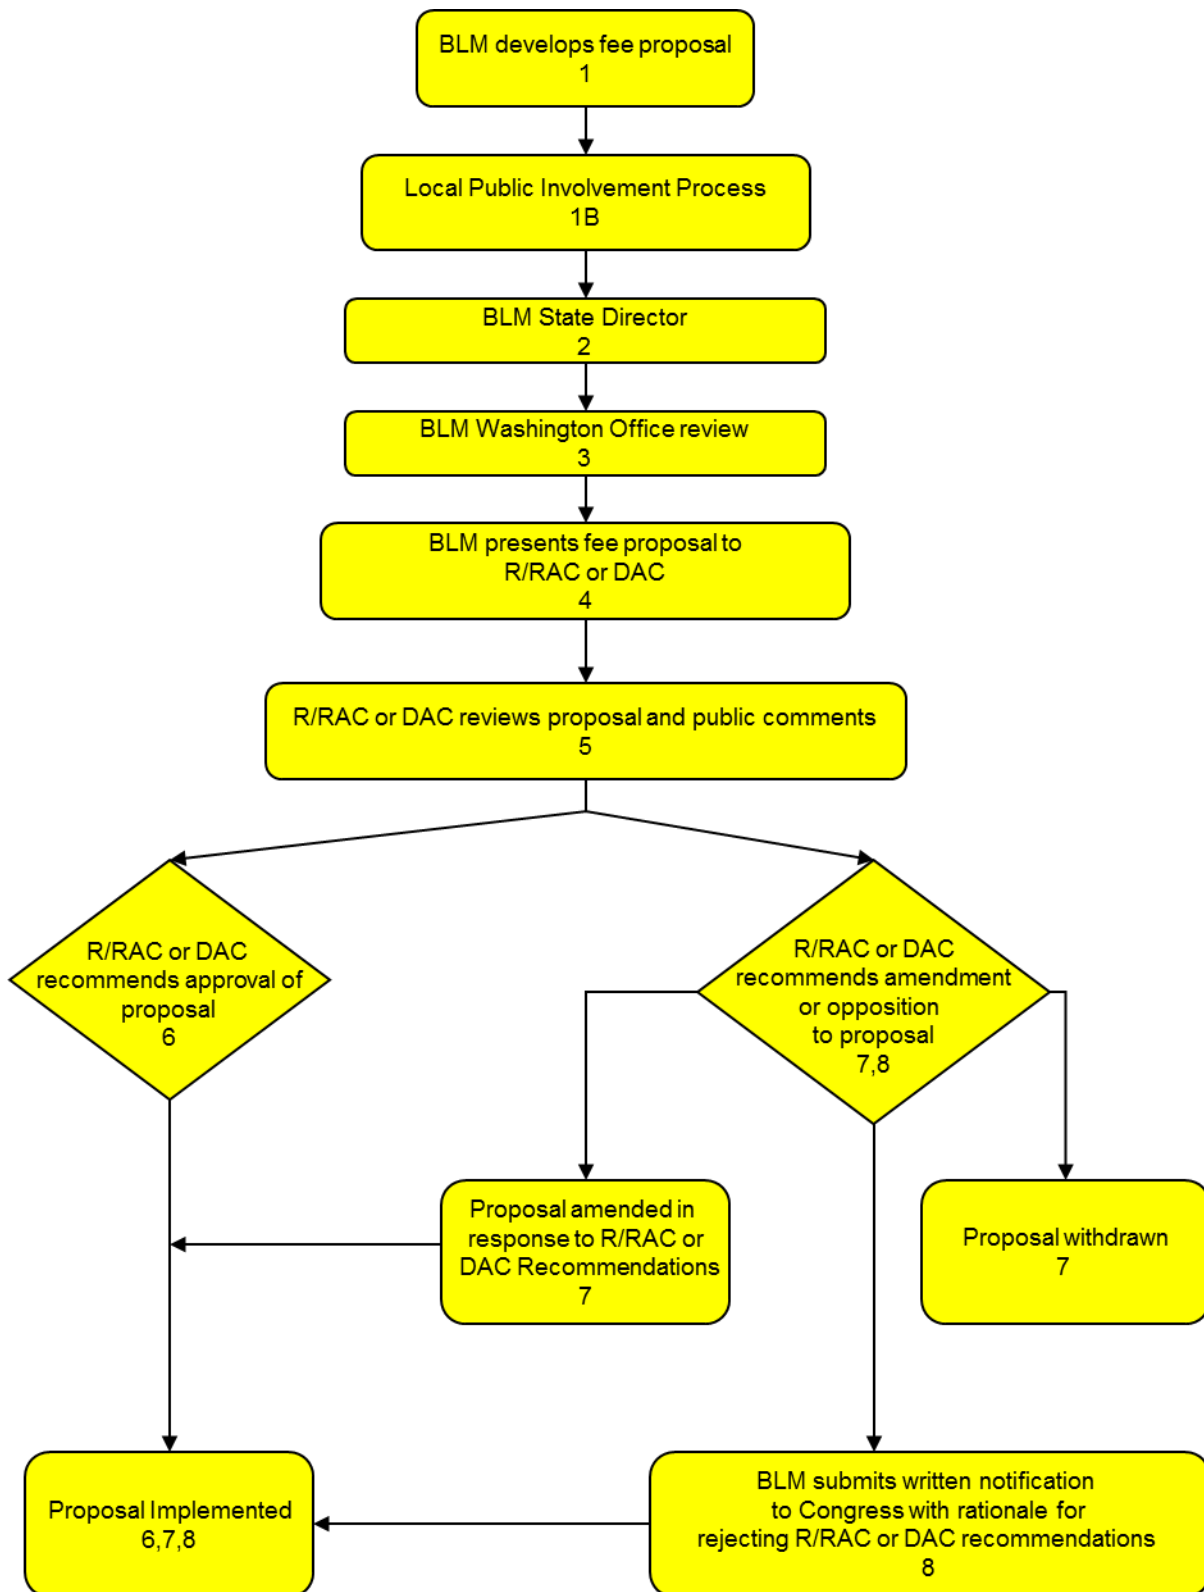 BLM develops fee proposal
1
Local Public Involvement Process
1B
BLM State Director
2
BLM Washington Office review
3
BLM presents fee proposal to
R/RAC or DAC
4
R/RAC or DAC reviews proposal and public comments
5
R/RAC or DAC
recommends approval of
proposal
6
R/RAC or DAC
recommends amendment
or opposition
to proposal
7,8
Proposal amended in
response to R/RAC or
DAC Recommendations
7
Proposal withdrawn
7
Proposal Implemented
6,7,8
BLM submits written notification
to Congress with rationale for
rejecting R/RAC or DAC recommendations
8